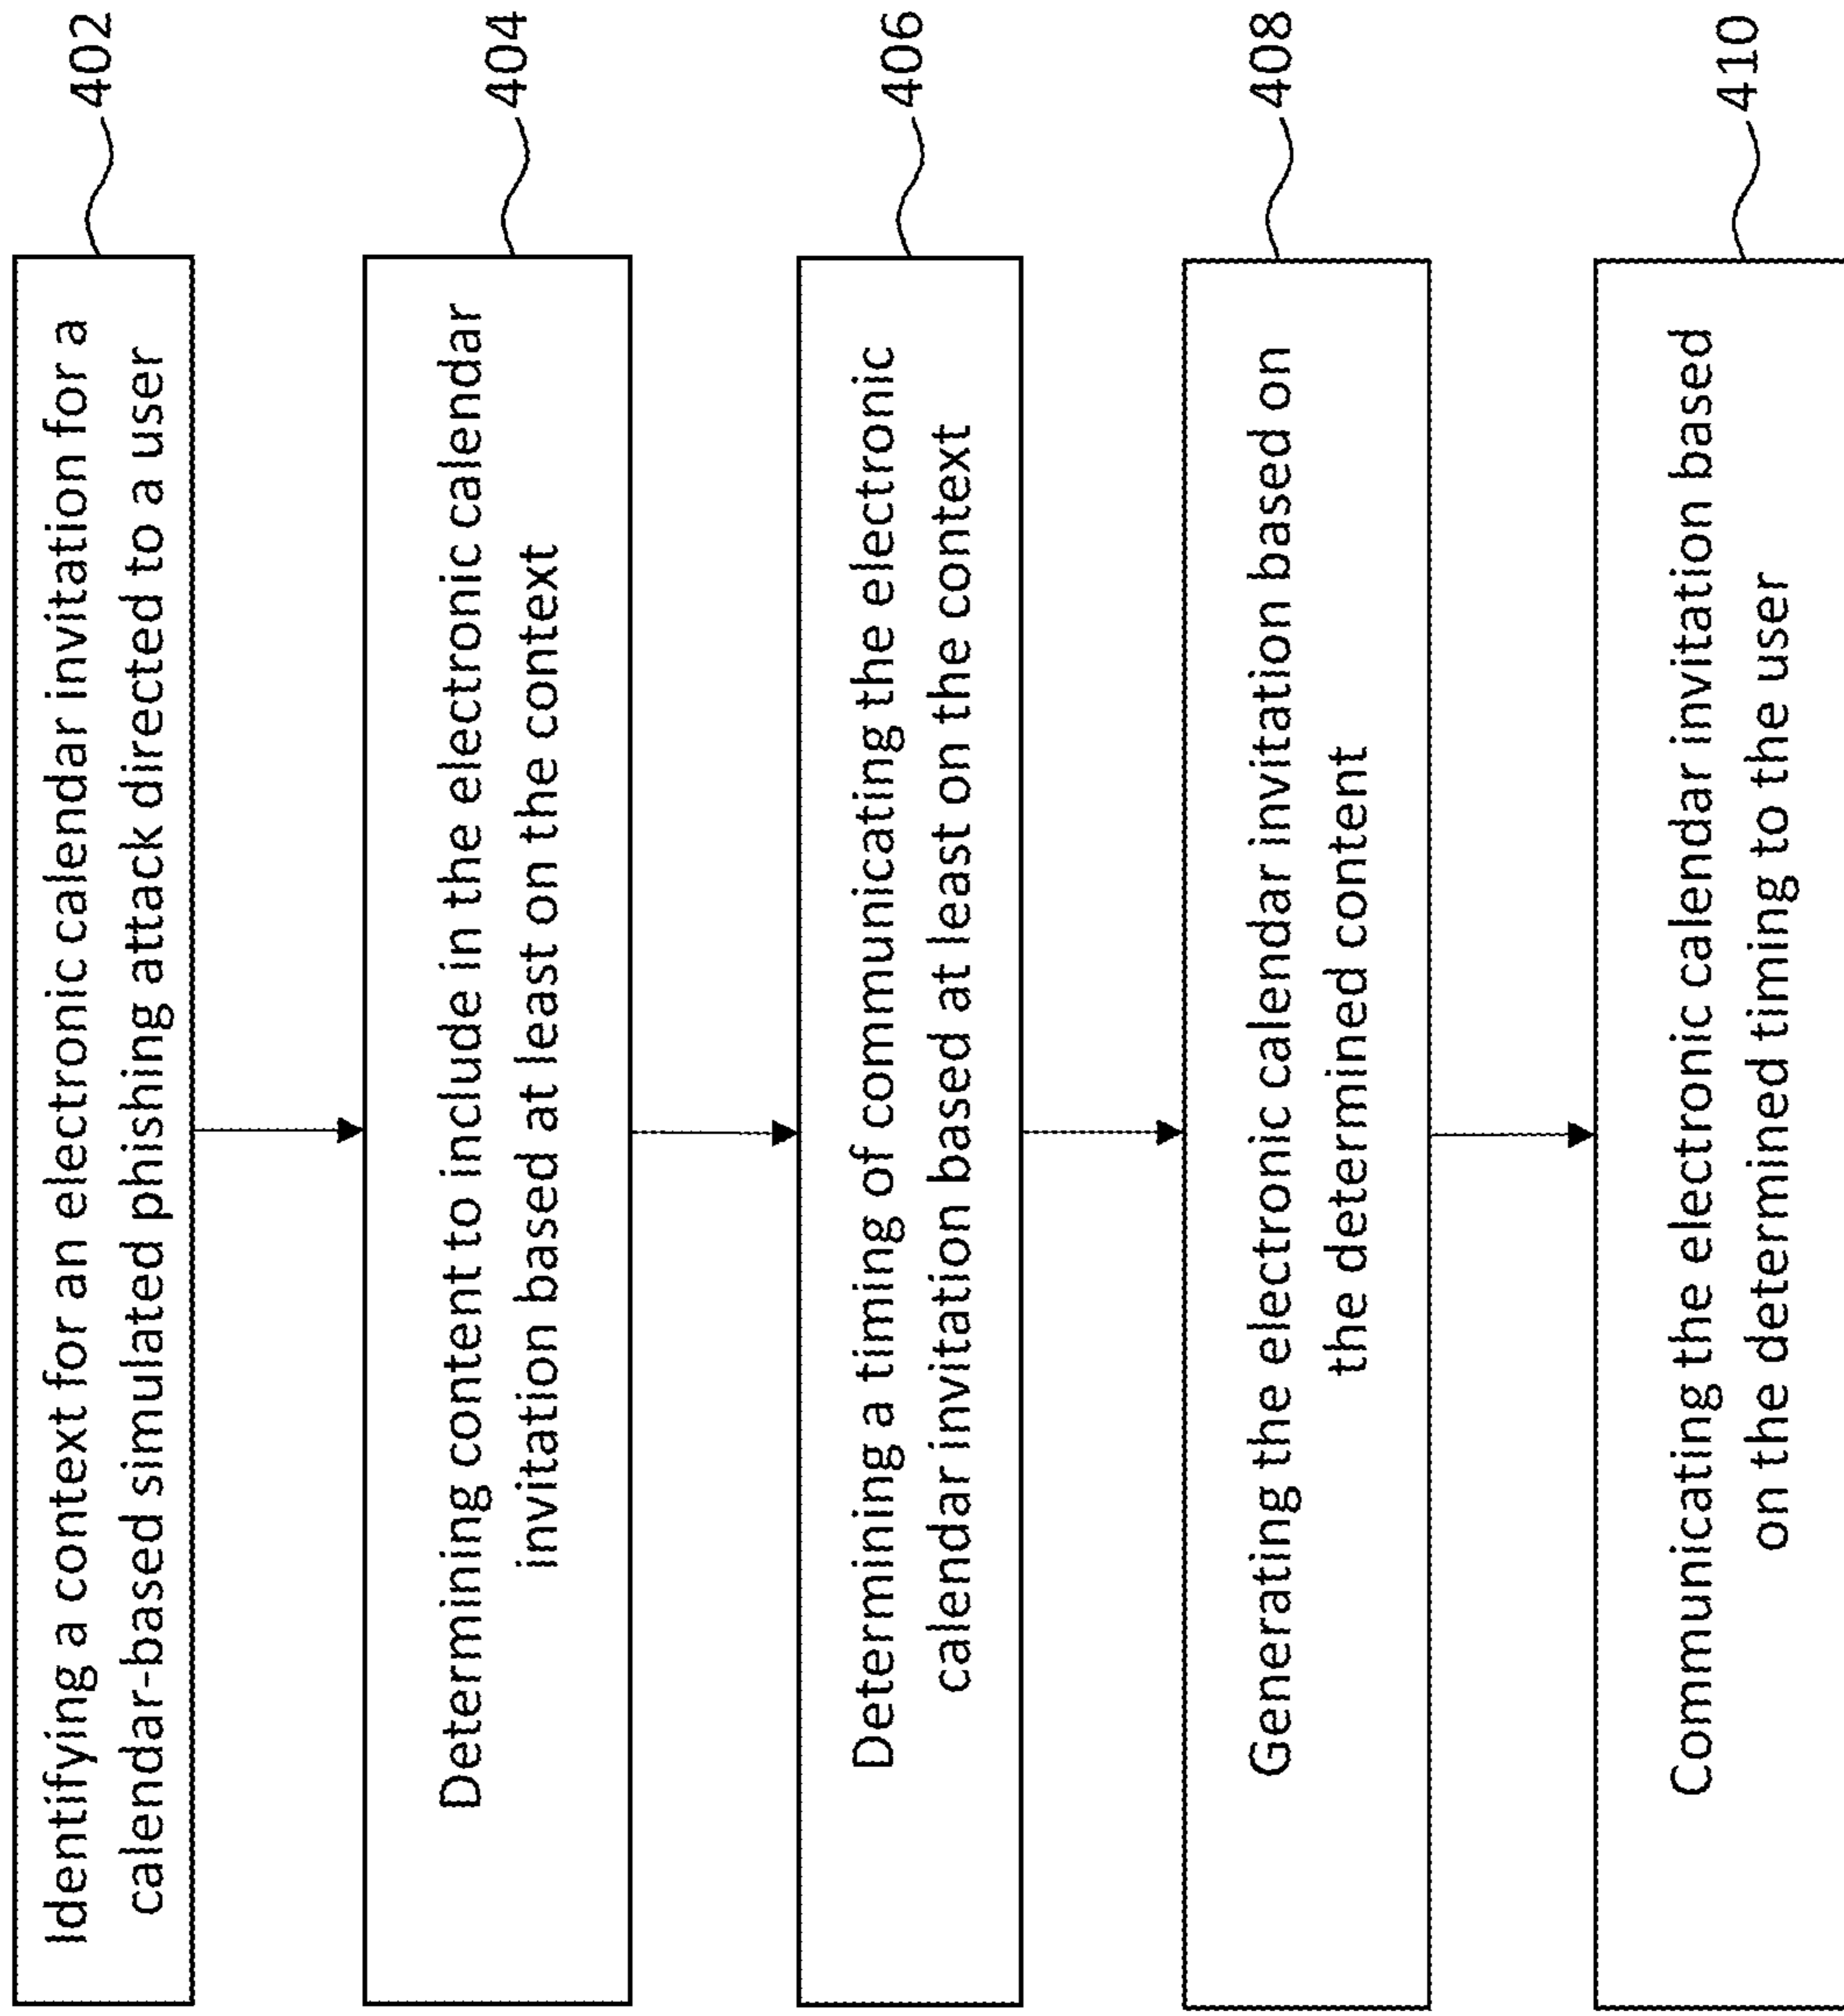 Identifying a context for an electronic calendar invitation for a
calendar-based simulated phishing attack directed to a user
402
Determining content to include in the electronic calendar
invitation based at least on the context
404
Determining a timing of communicating the electronic
calendar invitation based at least on the context
406
Generating the electronic calendar invitation based on
the determined content
408
Communicating the electronic calendar invitation based
on the determined timing to the user
410